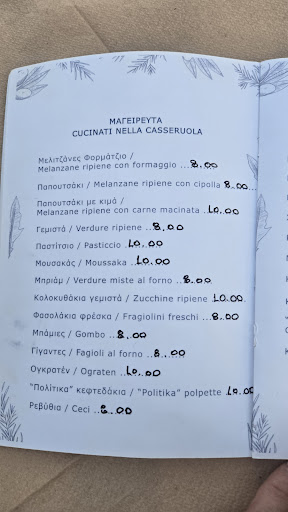 ΜΑΓΕΙΡΕΥΤΑ
CUCINATI NELLA CASSERUOLA
Μελιτζάνες Φορμάτζιο /
Melanzane ripiene con formaggio ...8.00
Παπουτσάκι / Melanzane ripiene con cipolla 8.00...
Παπουτσάκι με κιμά /
Melanzane ripiene con carne macinata ..10.00
Γεμιστά / Verdure ripiene ...8.00
Παστίτσιο / Pasticcio ..10.00
Μουσακάς / Moussaka ..10.00
Μπριάμ / Verdure miste al forno ...8.00
Κολοκυθάκια γεμιστά / Zucchine ripiene 10.00
Φασολάκια φρέσκα / Fragiolini freschi ...8.00
Μπάμιες / Gombo ...8.00
Γίγαντες / Fagioli al forno ...8.00
Ογκρατέν / Ograten ..10.00
"Πολίτικα" κεφτεδάκια / "Politika" polpette 10.00
Ρεβύθια / Ceci ...8.00